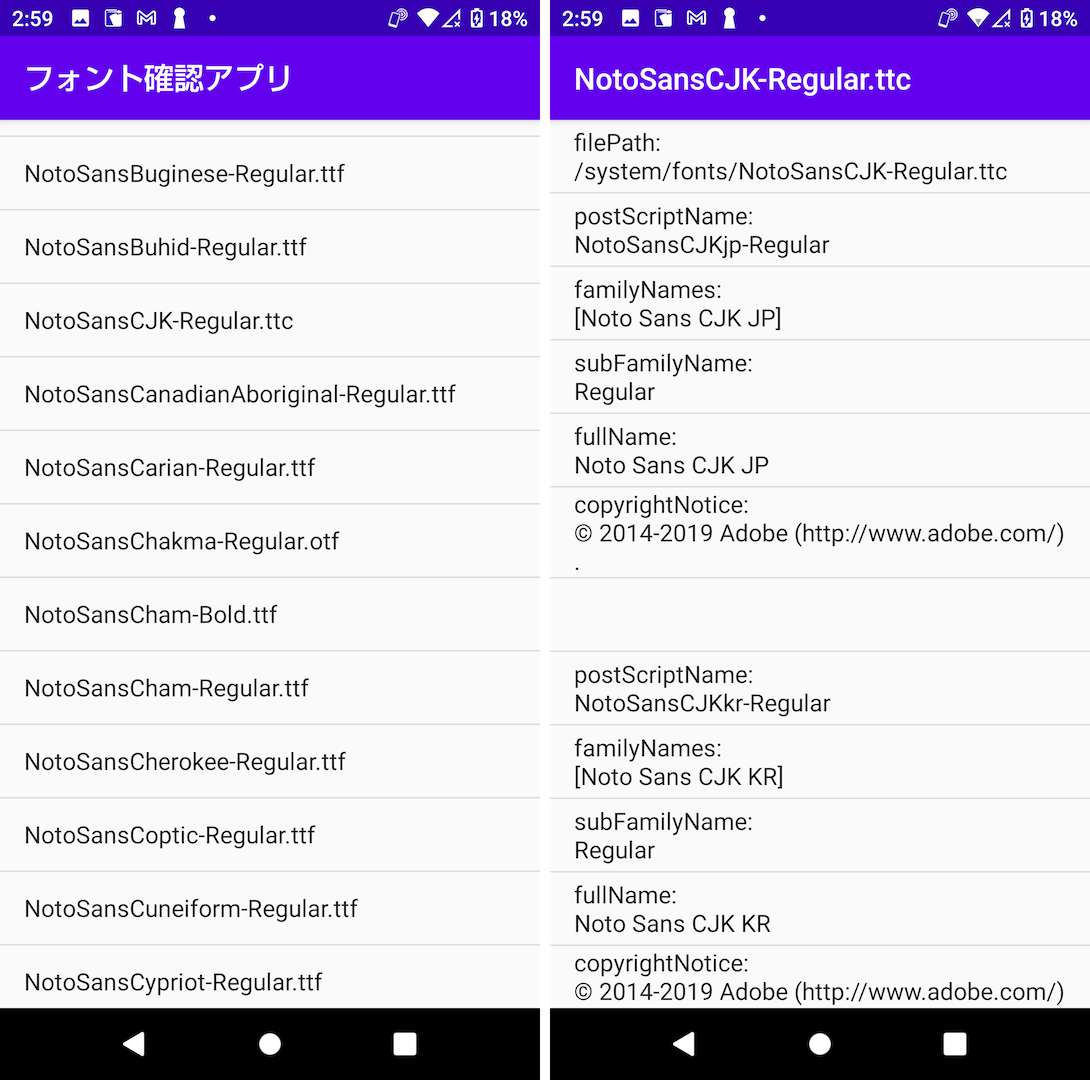 2:59
18%
フォント確認アプリ
NotoSansBuginese-Regular.ttf
NotoSansBuhid-Regular.ttf
NotoSansCJK-Regular.ttc
NotoSansCanadianAboriginal-Regular.ttf
NotoSansCarian-Regular.ttf
NotoSansChakma-Regular.otf
NotoSansCham-Bold.ttf
NotoSansCham-Regular.ttf
NotoSansCherokee-Regular.ttf
NotoSansCoptic-Regular.ttf
NotoSansCuneiform-Regular.ttf
NotoSansCypriot-Regular.ttf
2:59
18%
NotoSansCJK-Regular.ttc
filePath:
/system/fonts/NotoSansCJK-Regular.ttc
postScriptName:
NotoSansCJKjp-Regular
familyNames:
[Noto Sans CJK JP]
subFamilyName:
Regular
fullName:
Noto Sans CJK JP
copyrightNotice:
© 2014-2019 Adobe (http://www.adobe.com/)
.
postScriptName:
NotoSansCJKkr-Regular
familyNames:
[Noto Sans CJK KR]
subFamilyName:
Regular
fullName:
Noto Sans CJK KR
copyrightNotice:
© 2014-2019 Adobe (http://www.adobe.com/)